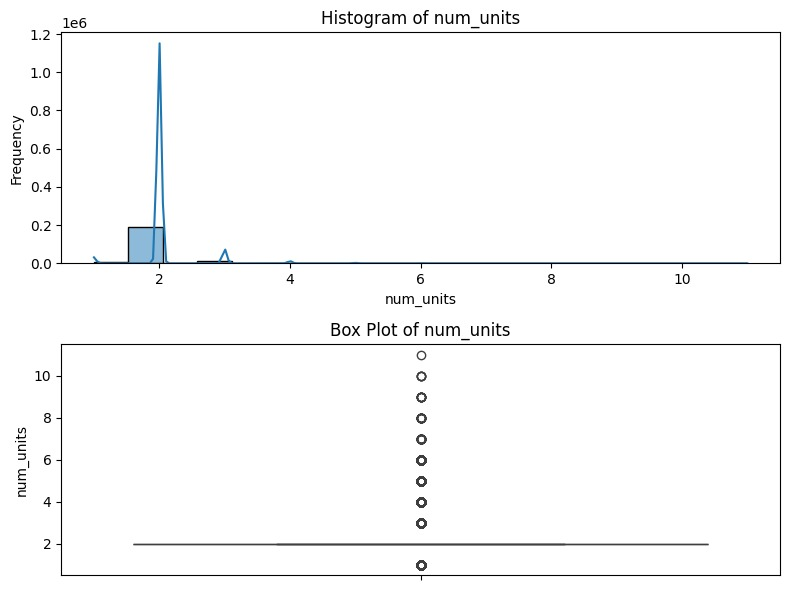 Histogram of num_units
1e6
1.2
1.0
0.8
0.6
0.4
0.2
0.0
Frequency
2 4 6 8 10
num_units
Box Plot of num_units
10
8
6
4
2
num_units